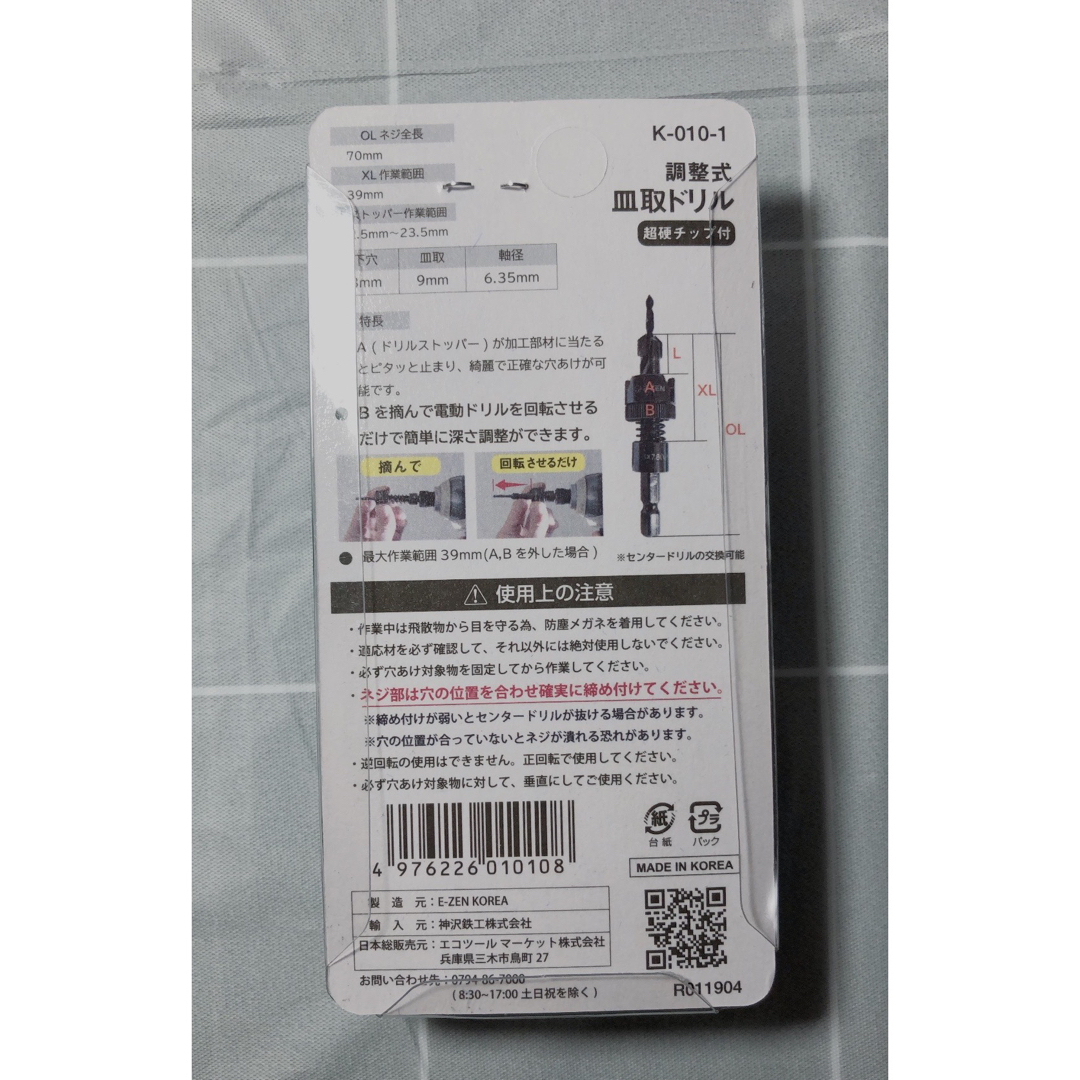 OL ネジ全長
70mm
XL 作業範囲
39mm
ストッパー作業範囲
.5mm～23.5mm
下穴 皿取 軸径
mm 9mm 6.35mm
K-010-1
調整式
皿取ドリル
超硬チップ付
特長
A (ドリルストッパー) が加工部材に当たる
とピタッと止まり、綺麗で正確な穴あけが可
能です。
● B を摘んで電動ドリルを回転させる
だけで簡単に深さ調整ができます。
摘んで
回転させるだけ
L
A
XL
B
OL
● 最大作業範囲 39mm(A,B を外した場合)
※センタードリルの交換可能
⚠ 使用上の注意
・作業中は飛散物から目を守る為、防塵メガネを着用してください。
・適応材を必ず確認して、それ以外には絶対使用しないでください。
・必ず穴あけ対象物を固定してから作業してください。
・ネジ部は穴の位置を合わせ確実に締め付けてください。
※締め付けが弱いとセンタードリルが抜ける場合があります。
※穴の位置が合っていないとネジが潰れる恐れがあります。
・逆回転の使用はできません。正回転で使用してください。
・必ず穴あけ対象物に対して、垂直にしてご使用ください。
4 976226 010108
紙
台紙
プラ
パック
MADE IN KOREA
製 造 元：E-ZEN KOREA
輸 入 元：神沢鉄工株式会社
日本総販売元：エコツール マーケット株式会社
兵庫県三木市鳥町 27
お問い合わせ先：0794-86-7000
(8:30~17:00 土日祝を除く)
R011904